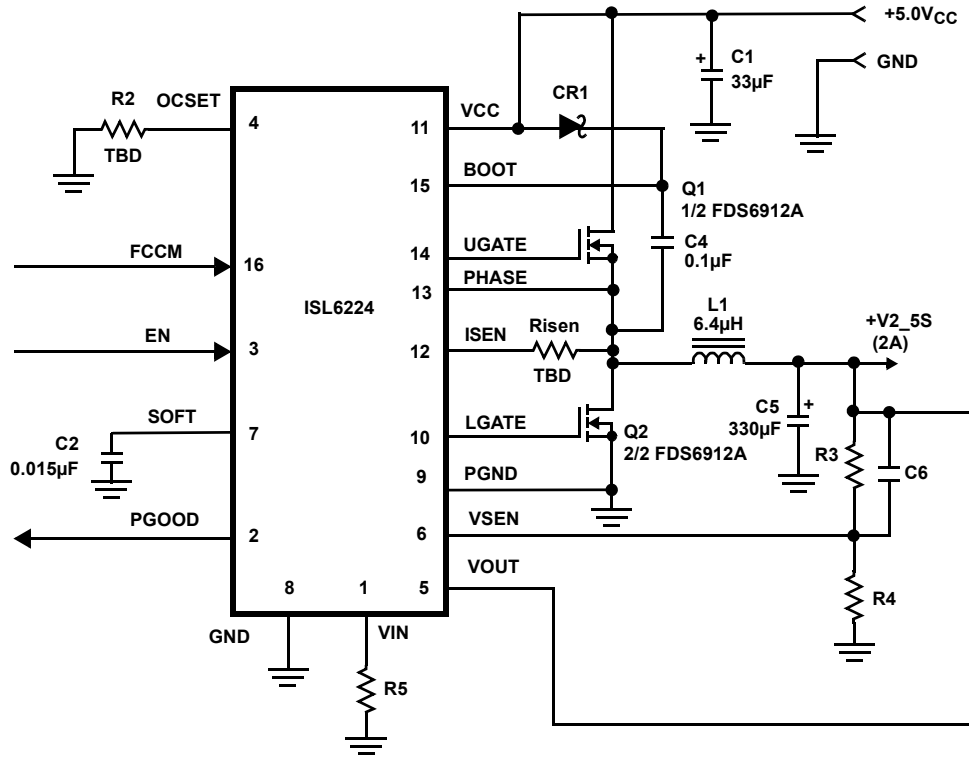 +5.0VCC
GND
+ C1
33µF
R2
OCSET
TBD
4
11
VCC
CR1
15
BOOT
Q1
1/2 FDS6912A
C4
0.1µF
FCCM
16
14
UGATE
13
PHASE
ISL6224
L1
6.4µH
EN
3
12
ISEN
Risen
TBD
+V2_5S
(2A)
SOFT
7
C2
0.015µF
10
LGATE
Q2
2/2 FDS6912A
C5 +
330µF
R3
C6
9
PGND
PGOOD
2
6
VSEN
8
1
5
VOUT
R4
GND
VIN
R5